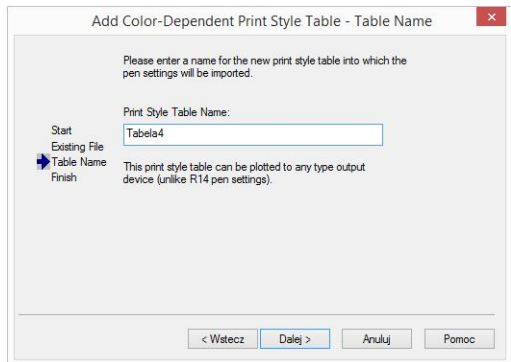 Add Color-Dependent Print Style Table - Table Name
Please enter a name for the new print style table into which the
pen settings will be imported.
Print Style Table Name:
Tabela4
Start
Existing File
Table Name
Finish
This print style table can be plotted to any type output
device (unlike R14 pen settings).
< Wstecz
Dalej >
Anuluj
Pomoc